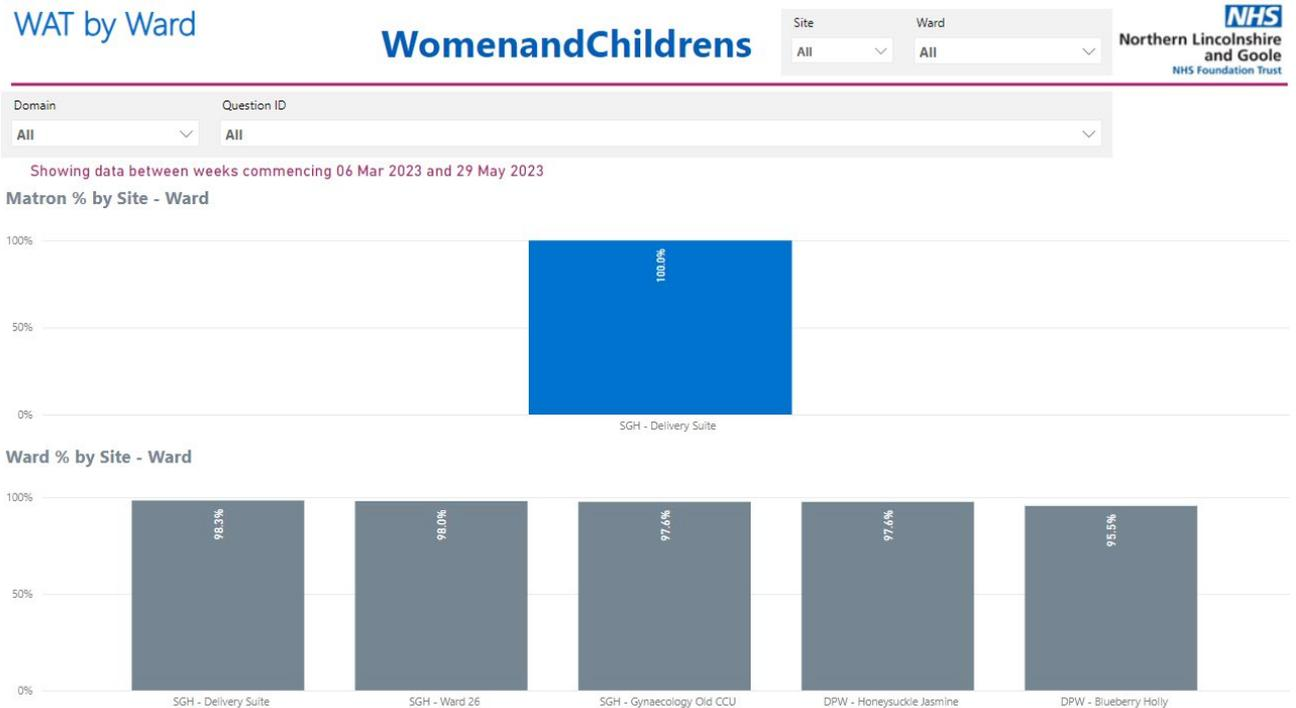 WAT by Ward
WomenandChildrens
Site
Ward
All
All
NHS
Northern Lincolnshire
and Goole
NHS Foundation Trust
Domain
Question ID
All
All
Showing data between weeks commencing 06 Mar 2023 and 29 May 2023
Matron % by Site - Ward
100%
100.0%
50%
0%
SGH - Delivery Suite
Ward % by Site - Ward
100%
98.3%
98.0%
97.6%
97.6%
95.5%
50%
0%
SGH - Delivery Suite
SGH - Ward 26
SGH - Gynaecology Old CCU
DPW - Honeysuckle Jasmine
DPW - Blueberry Holly